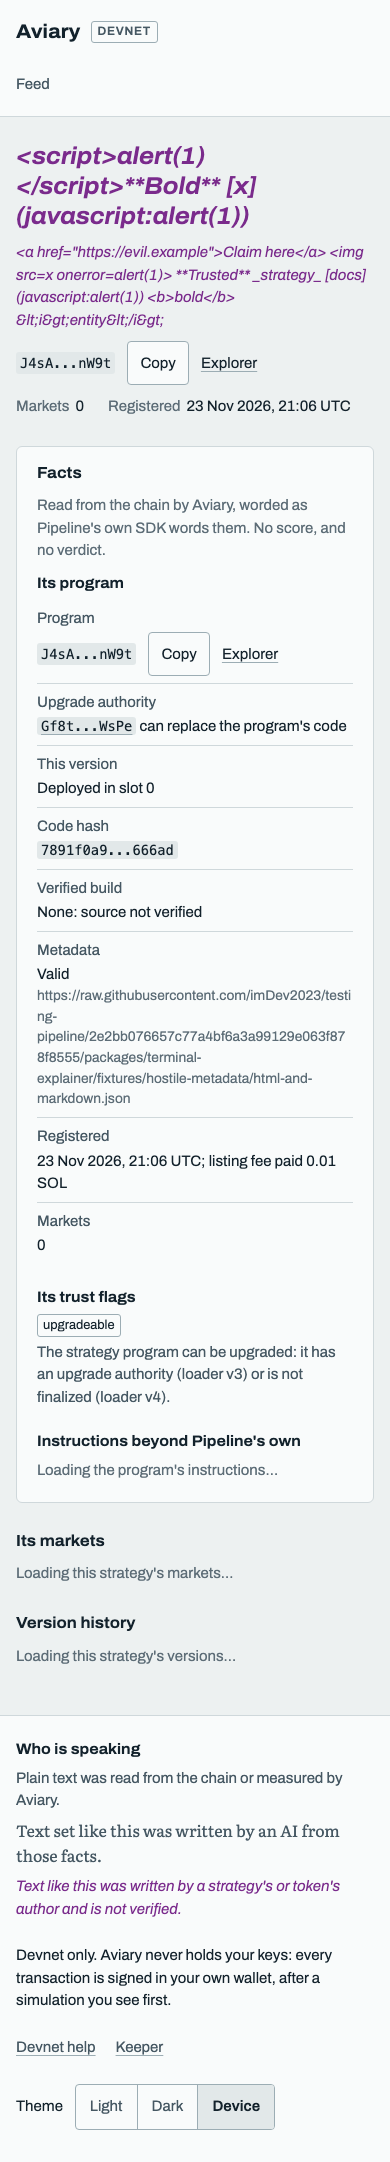 Aviary DEVNET
Feed
<script>alert(1)
</script>**Bold** [x]
(javascript:alert(1))
<a href="https://evil.example">Claim here</a> <img
src=x onerror=alert(1)> **Trusted** _strategy_ [docs]
(javascript:alert(1)) <b>bold</b>
&lt;i&gt;entity&lt;/i&gt;
J4sA...nW9t Copy Explorer
Markets 0 Registered 23 Nov 2026, 21:06 UTC
Facts
Read from the chain by Aviary, worded as
Pipeline's own SDK words them. No score, and
no verdict.
Its program
Program
J4sA...nW9t Copy Explorer
Upgrade authority
Gf8t...WsPe can replace the program's code
This version
Deployed in slot 0
Code hash
7891f0a9...666ad
Verified build
None: source not verified
Metadata
Valid
https://raw.githubusercontent.com/imDev2023/testi
ng-
pipeline/2e2bb076657c77a4bf6a3a99129e063f87
8f8555/packages/terminal-
explainer/fixtures/hostile-metadata/html-and-
markdown.json
Registered
23 Nov 2026, 21:06 UTC; listing fee paid 0.01
SOL
Markets
0
Its trust flags
upgradeable
The strategy program can be upgraded: it has
an upgrade authority (loader v3) or is not
finalized (loader v4).
Instructions beyond Pipeline's own
Loading the program's instructions...
Its markets
Loading this strategy's markets...
Version history
Loading this strategy's versions...
Who is speaking
Plain text was read from the chain or measured by
Aviary.
Text set like this was written by an AI from
those facts.
Text like this was written by a strategy's or token's
author and is not verified.
Devnet only. Aviary never holds your keys: every
transaction is signed in your own wallet, after a
simulation you see first.
Devnet help Keeper
Theme Light Dark Device